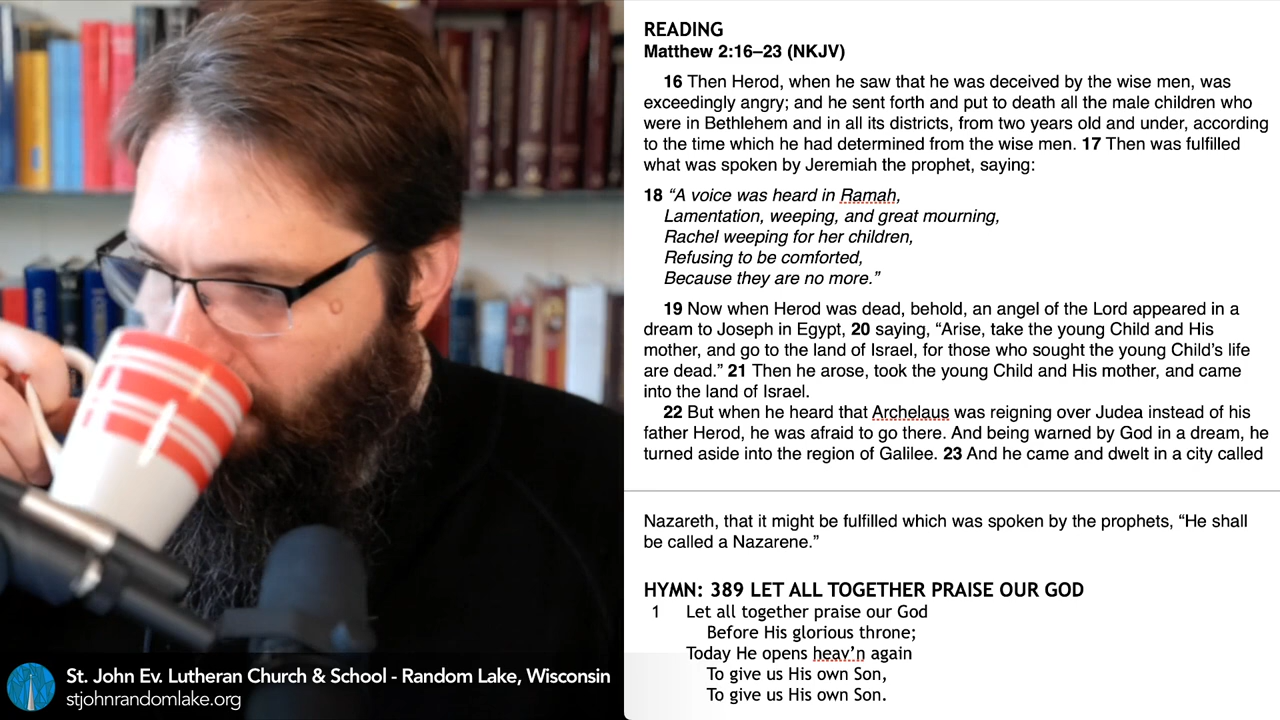 READING
Matthew 2:16–23 (NKJV)
16 Then Herod, when he saw that he was deceived by the wise men, was
exceedingly angry; and he sent forth and put to death all the male children who
were in Bethlehem and in all its districts, from two years old and under, according
to the time which he had determined from the wise men. 17 Then was fulfilled
what was spoken by Jeremiah the prophet, saying:
18 “A voice was heard in Ramah,
Lamentation, weeping, and great mourning,
Rachel weeping for her children,
Refusing to be comforted,
Because they are no more.”
19 Now when Herod was dead, behold, an angel of the Lord appeared in a
dream to Joseph in Egypt, 20 saying, “Arise, take the young Child and His
mother, and go to the land of Israel, for those who sought the young Child’s life
are dead.” 21 Then he arose, took the young Child and His mother, and came
into the land of Israel.
22 But when he heard that Archelaus was reigning over Judea instead of his
father Herod, he was afraid to go there. And being warned by God in a dream, he
turned aside into the region of Galilee. 23 And he came and dwelt in a city called
Nazareth, that it might be fulfilled which was spoken by the prophets, “He shall
be called a Nazarene.”
HYMN: 389 LET ALL TOGETHER PRAISE OUR GOD
1 Let all together praise our God
Before His glorious throne;
Today He opens heav’n again
To give us His own Son,
To give us His own Son.
St. John Ev. Lutheran Church & School - Random Lake, Wisconsin
stjohnrandomlake.org